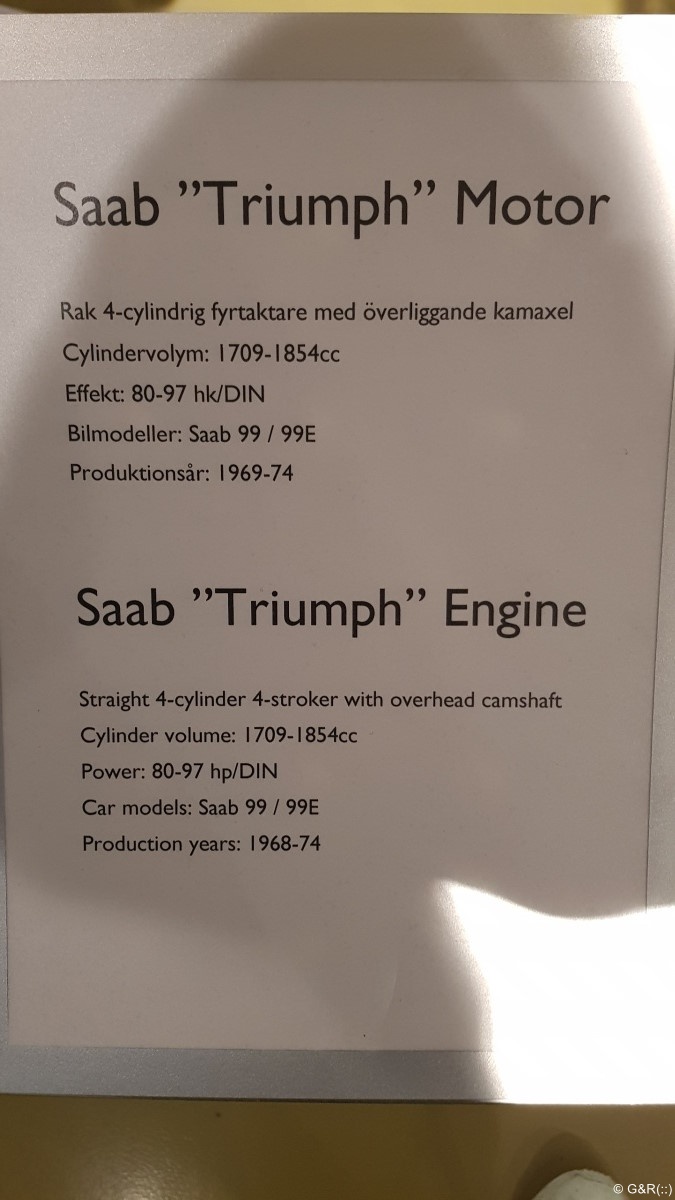 Saab ”Triumph” Motor
Rak 4-cylindrig fyrtaktare med överliggande kamaxel
Cylindervolym: 1709-1854cc
Effekt: 80-97 hk/DIN
Bilmodeller: Saab 99 / 99E
Produktionsår: 1969-74
Saab ”Triumph” Engine
Straight 4-cylinder 4-stroker with overhead camshaft
Cylinder volume: 1709-1854cc
Power: 80-97 hp/DIN
Car models: Saab 99 / 99E
Production years: 1968-74
© G&R(::)